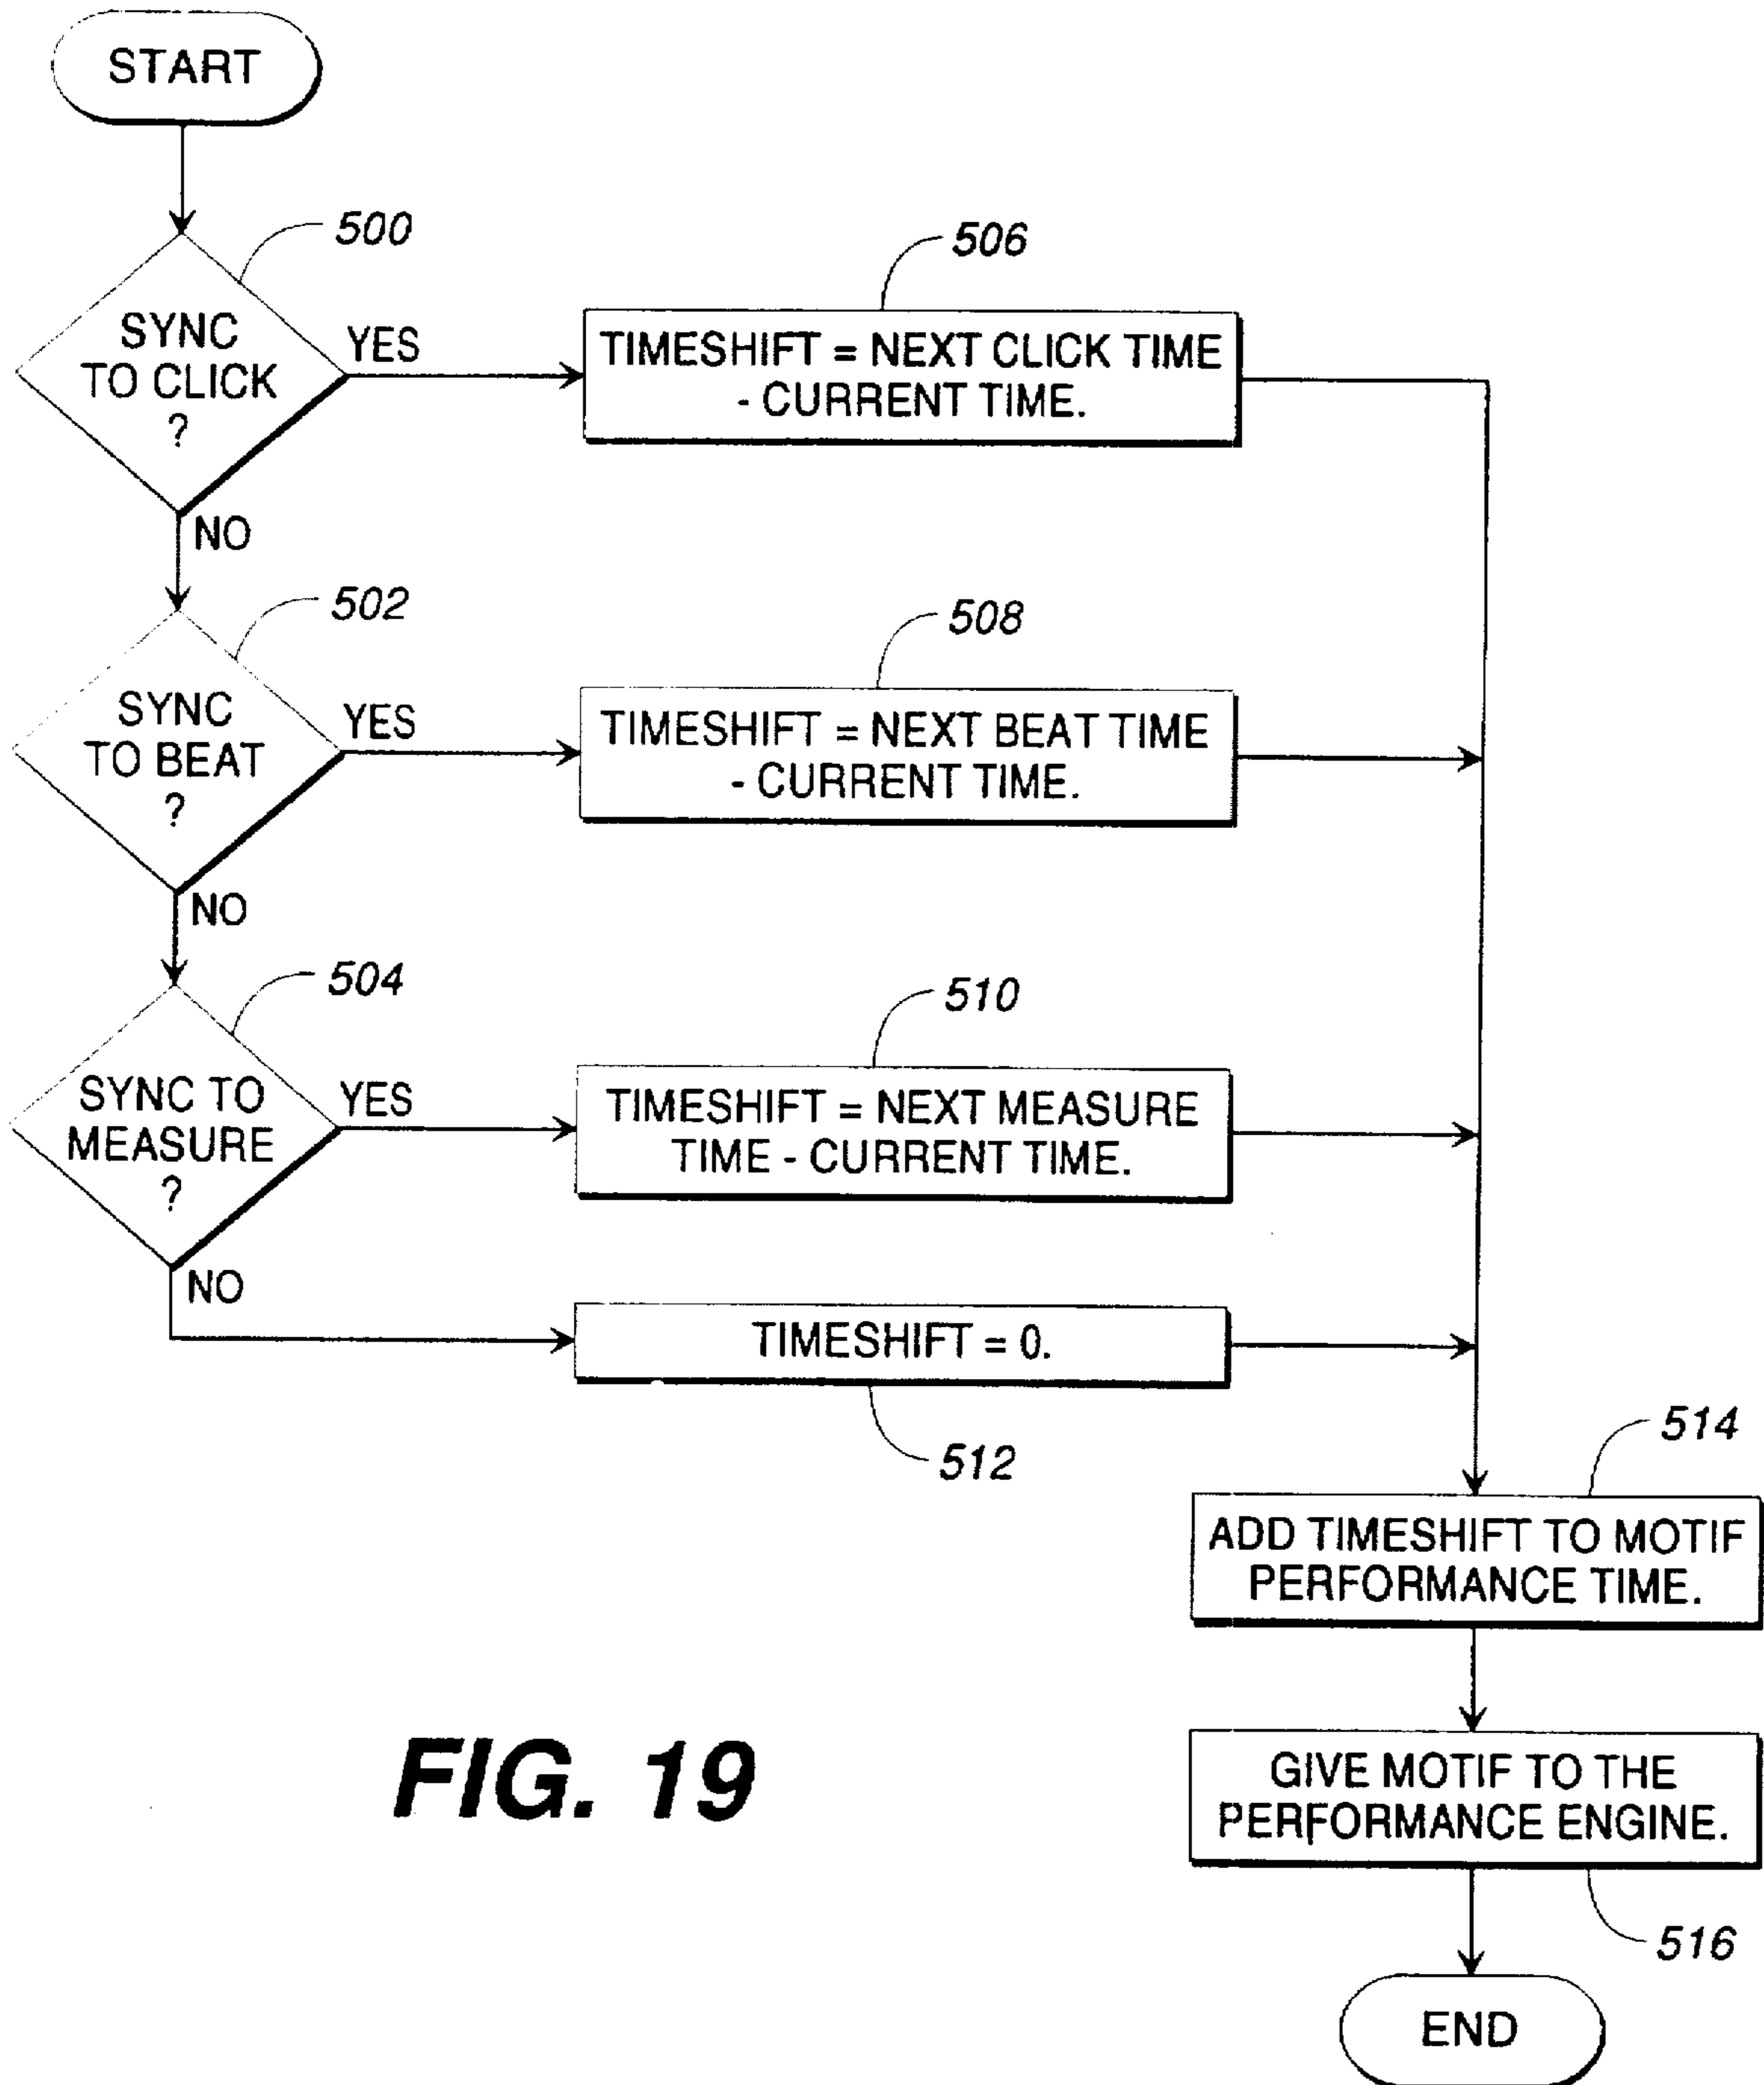 START
500
SYNC
TO CLICK
?
YES
NO
506
TIMESHIFT = NEXT CLICK TIME
- CURRENT TIME.
502
SYNC
TO BEAT
?
YES
NO
508
TIMESHIFT = NEXT BEAT TIME
- CURRENT TIME.
504
SYNC TO
MEASURE
?
YES
NO
510
TIMESHIFT = NEXT MEASURE
TIME - CURRENT TIME.
TIMESHIFT = 0.
512
514
ADD TIMESHIFT TO MOTIF
PERFORMANCE TIME.
GIVE MOTIF TO THE
PERFORMANCE ENGINE.
516
END
FIG. 19